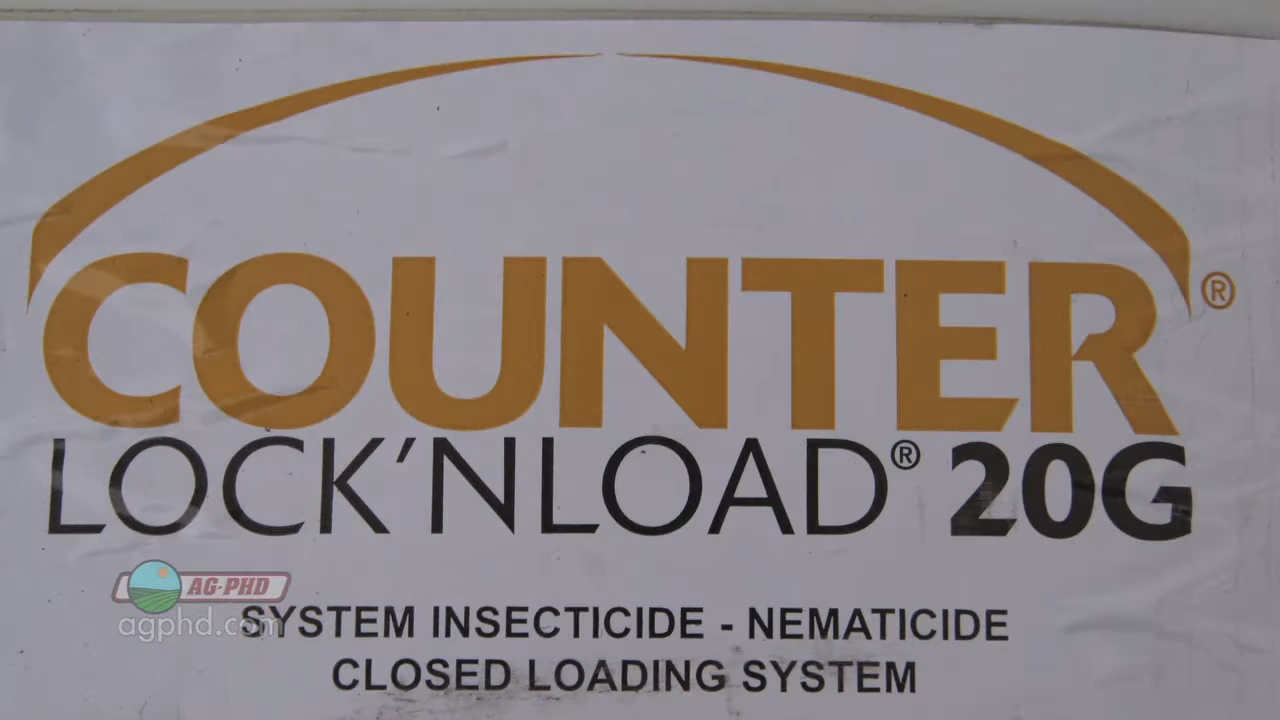 COUNTER®
LOCK'NLOAD® 20G
AG·PHD
agphd.com
SYSTEM INSECTICIDE - NEMATICIDE
CLOSED LOADING SYSTEM